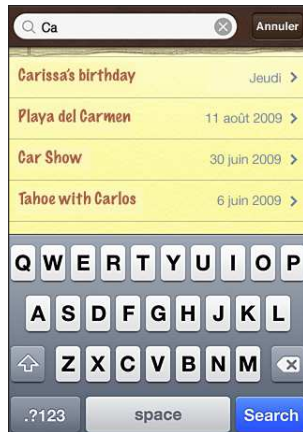 Ca
Annuler
Carissa's birthday Jeudi
Playa del Carmen 11 août 2009
Car Show 30 juin 2009
Tahoe with Carlos 6 juin 2009
Q W E R T Y U I O P
A S D F G H J K L
Z X C V B N M
.?123 space Search